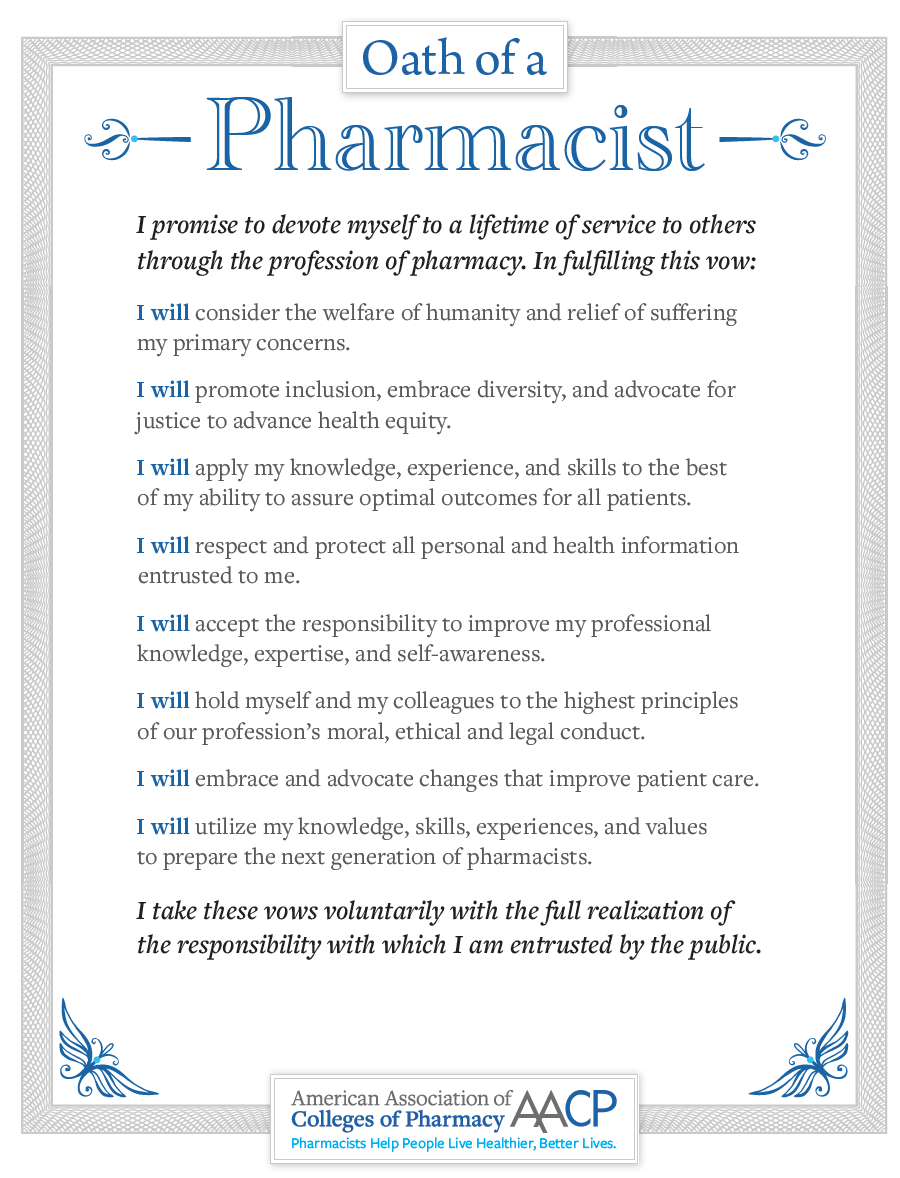 Oath of a
Pharmacist
I promise to devote myself to a lifetime of service to others
through the profession of pharmacy. In fulfilling this vow:
I will consider the welfare of humanity and relief of suffering
my primary concerns.
I will promote inclusion, embrace diversity, and advocate for
justice to advance health equity.
I will apply my knowledge, experience, and skills to the best
of my ability to assure optimal outcomes for all patients.
I will respect and protect all personal and health information
entrusted to me.
I will accept the responsibility to improve my professional
knowledge, expertise, and self-awareness.
I will hold myself and my colleagues to the highest principles
of our profession’s moral, ethical and legal conduct.
I will embrace and advocate changes that improve patient care.
I will utilize my knowledge, skills, experiences, and values
to prepare the next generation of pharmacists.
I take these vows voluntarily with the full realization of
the responsibility with which I am entrusted by the public.
American Association of
Colleges of Pharmacy
AACP
Pharmacists Help People Live Healthier, Better Lives.